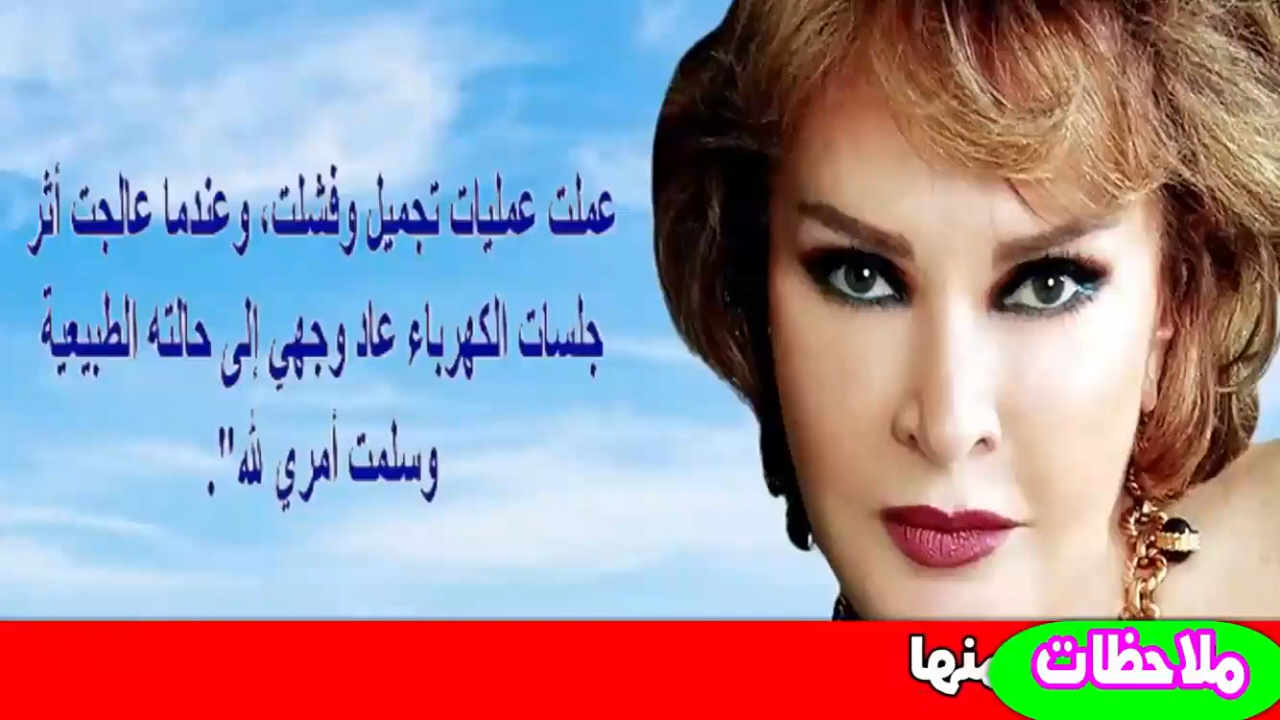 عملت عمليات تجميل وفشلت، وعندما عالجت أثر
جلسات الكهرباء عاد وجهي إلى حالته الطبيعية
وسلمت أمري لله".
ملاحظات